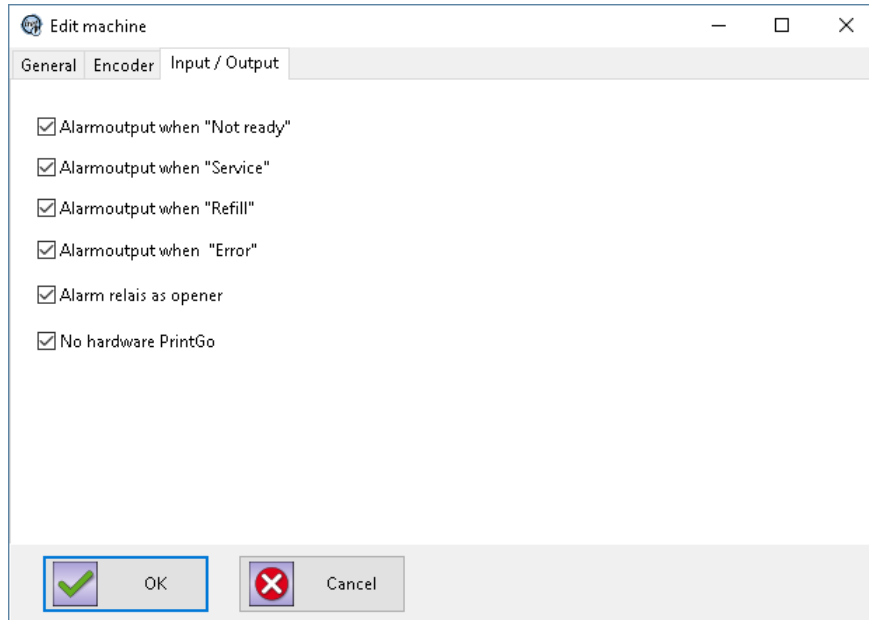 Edit machine
General Encoder Input / Output
Alarmoutput when "Not ready"
Alarmoutput when "Service"
Alarmoutput when "Refill"
Alarmoutput when "Error"
Alarm relais as opener
No hardware PrintGo
OK Cancel